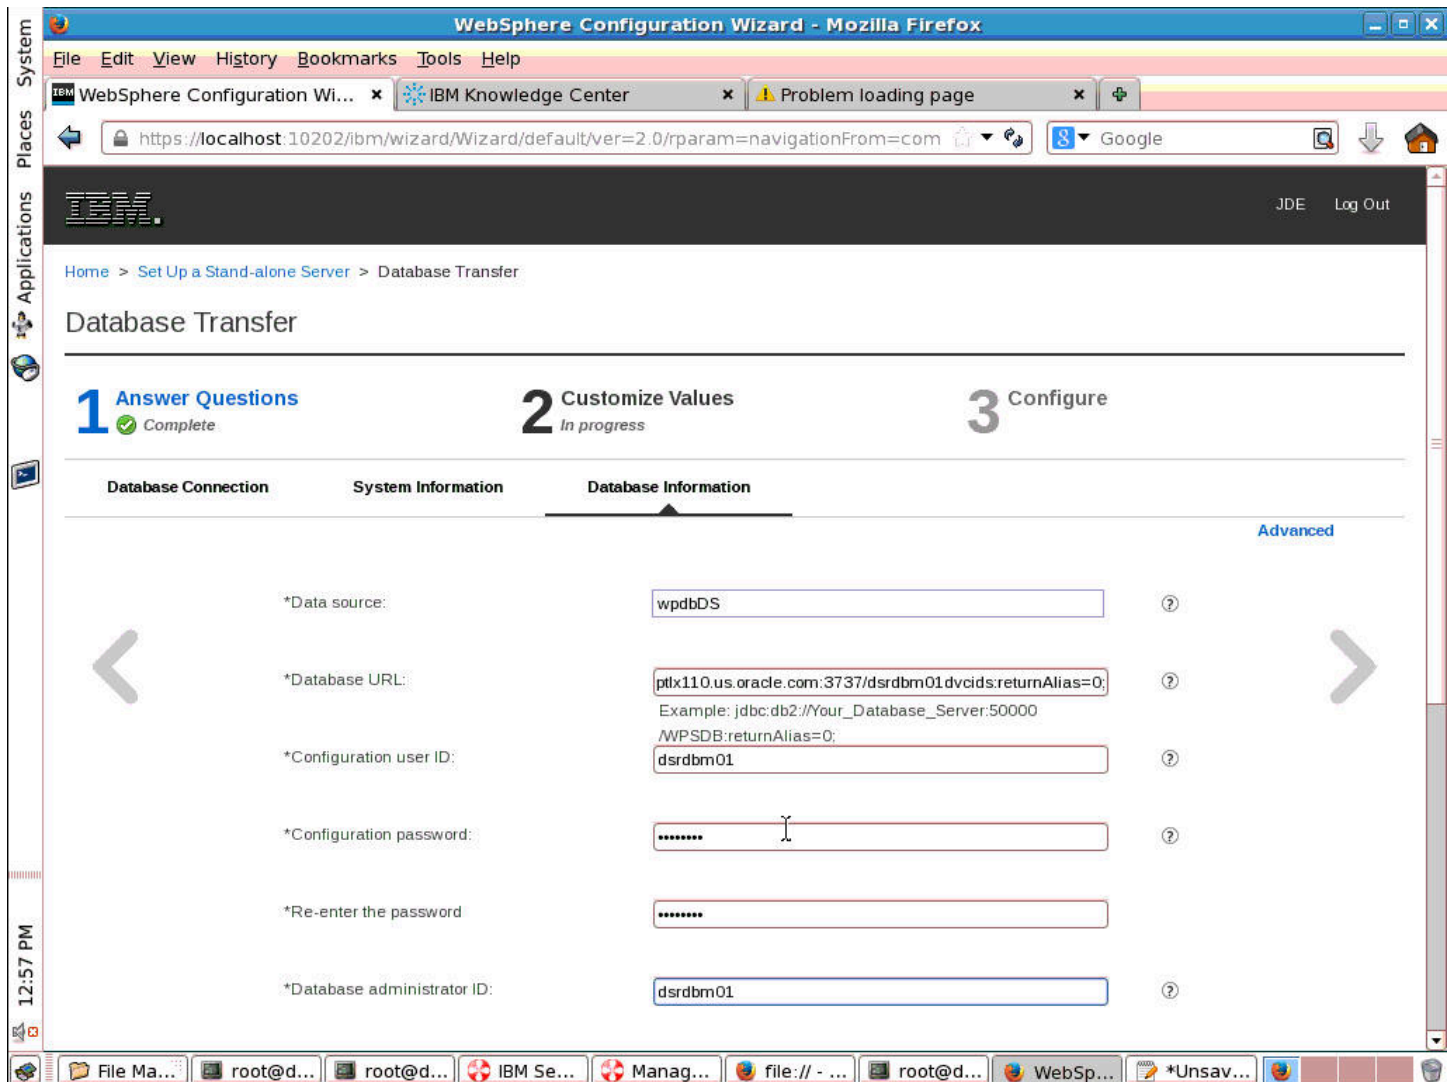 WebSphere Configuration Wizard - Mozilla Firefox
File Edit View History Bookmarks Tools Help
WebSphere Configuration Wi... IBM Knowledge Center Problem loading page
https://localhost:10202/ibm/wizard/Wizard/default/ver=2.0/rparam=navigationFrom=com Google
System
Places
Applications
12:57 PM
IBM.
JDE Log Out
Home > Set Up a Stand-alone Server > Database Transfer
Database Transfer
1 Answer Questions 2 Customize Values 3 Configure
Complete In progress
Database Connection System Information Database Information
Advanced
*Data source: wpdbDS
*Database URL: ptlx110.us.oracle.com:3737/dsrdbm01dvcids:returnAlias=0;
Example: jdbc:db2://Your_Database_Server:50000
/WPSDB:returnAlias=0;
*Configuration user ID: dsrdbm01
*Configuration password: ••••••••
*Re-enter the password ••••••••
*Database administrator ID: dsrdbm01
File Ma... root@d... root@d... IBM Se... Manag... file:// - ... root@d... WebSp... *Unsav...